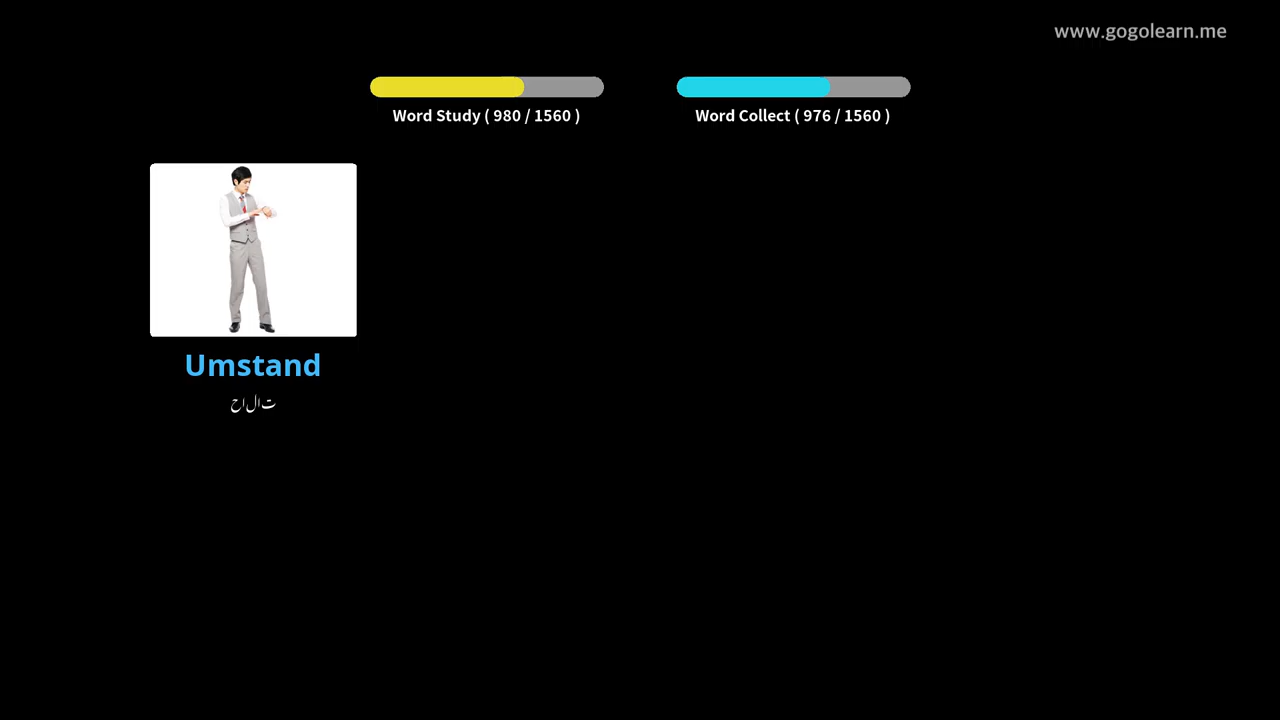 www.gogolearn.me
Word Study ( 980 / 1560 )
Word Collect ( 976 / 1560 )
Umstand
حالات